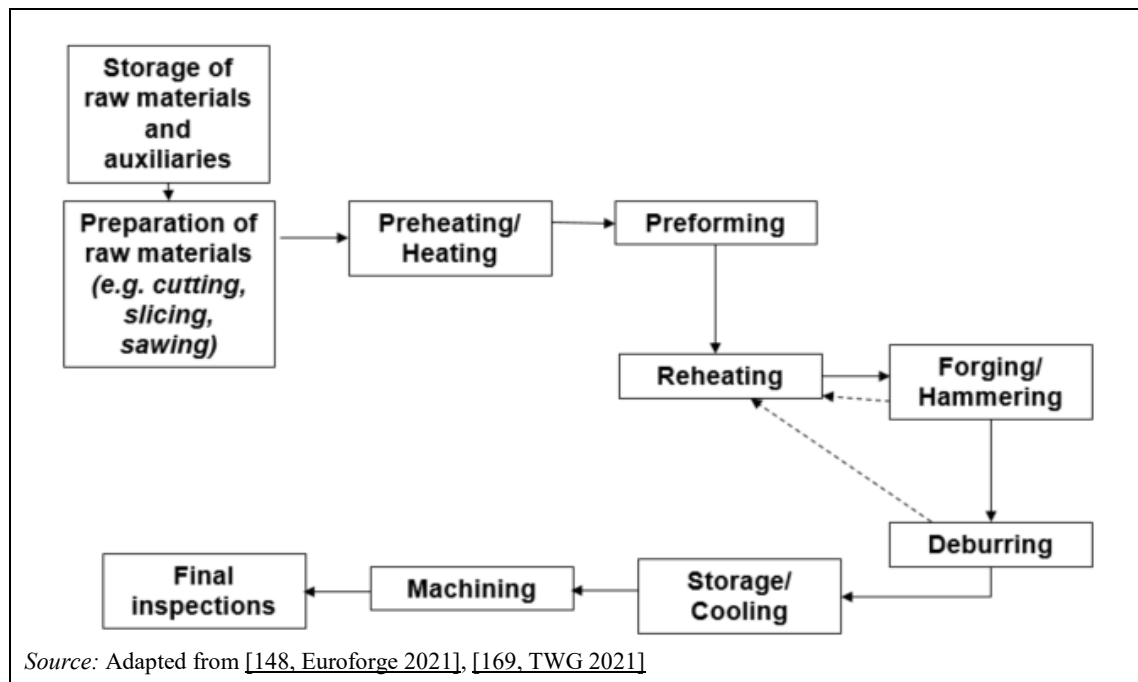 Storage of
raw materials
and
auxiliaries
Preparation of
raw materials
(e.g. cutting,
slicing,
sawing)
Preheating/
Heating
Preforming
Reheating
Forging/
Hammering
Deburring
Storage/
Cooling
Machining
Final
inspections
Source: Adapted from [148, Euroforge 2021], [169, TWG 2021]